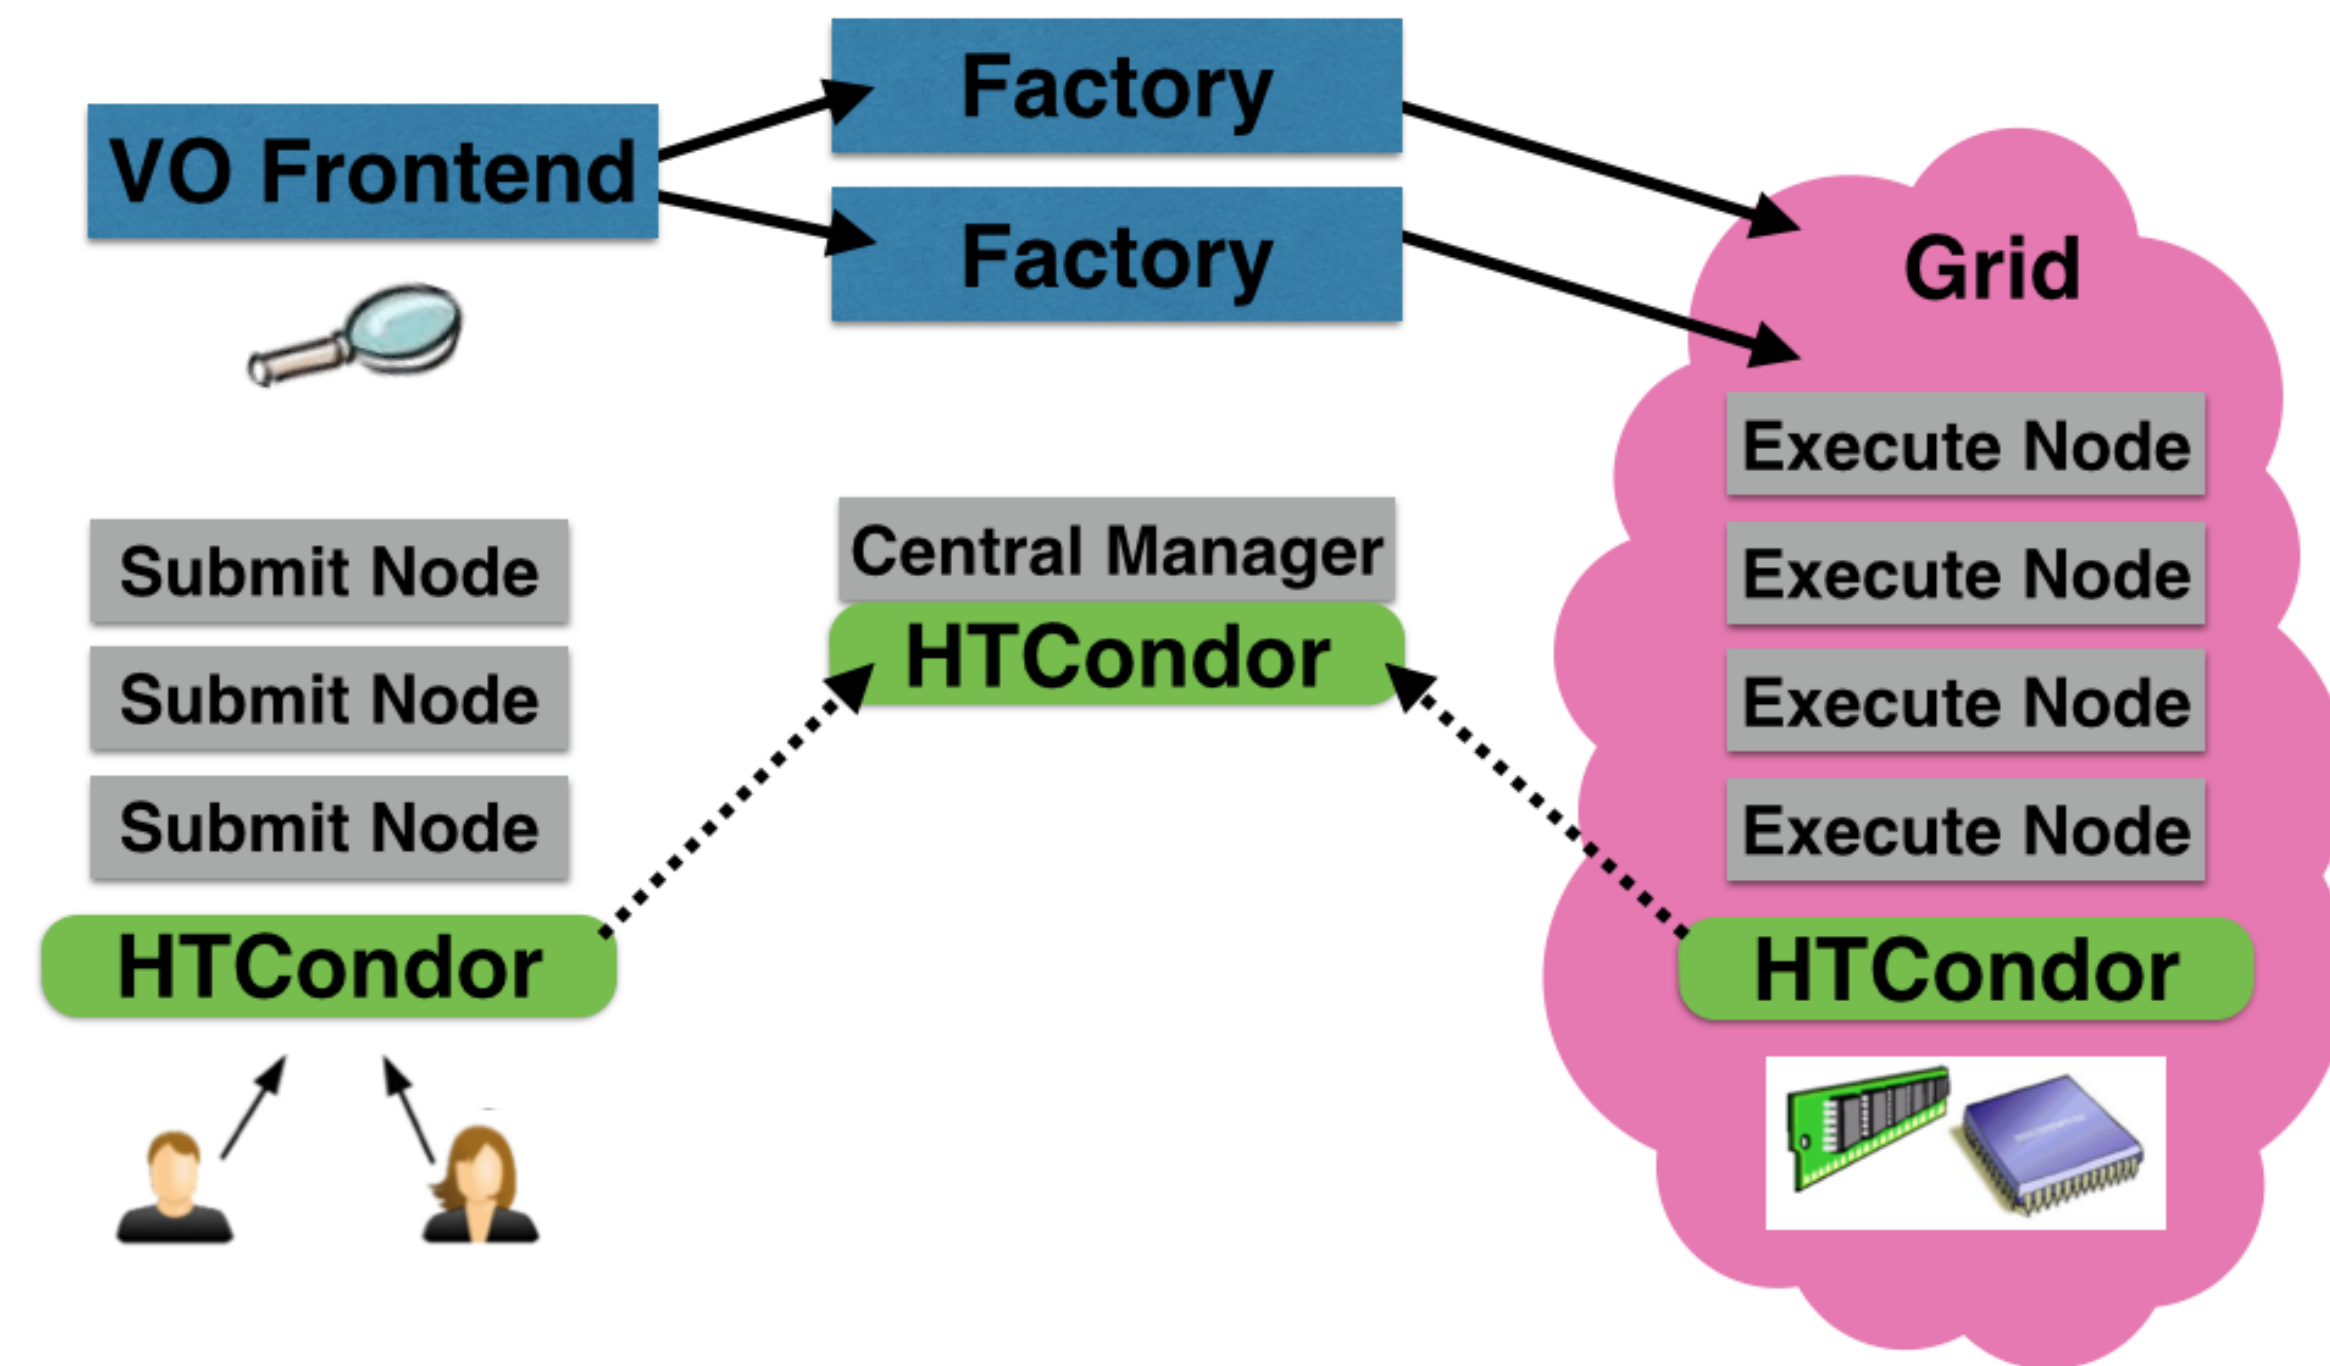 VO Frontend
Factory
Factory
Grid
Submit Node
Submit Node
Submit Node
HTCondor
Central Manager
HTCondor
Execute Node
Execute Node
Execute Node
Execute Node
HTCondor